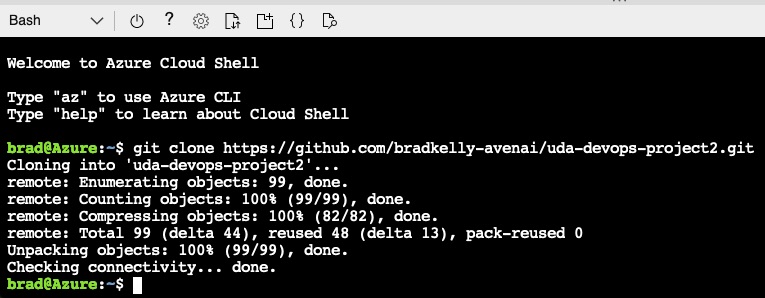 Bash
Welcome to Azure Cloud Shell
Type "az" to use Azure CLI
Type "help" to learn about Cloud Shell
brad@Azure:~$ git clone https://github.com/bradkelly-avenai/uda-devops-project2.git
Cloning into 'uda-devops-project2'...
remote: Enumerating objects: 99, done.
remote: Counting objects: 100% (99/99), done.
remote: Compressing objects: 100% (82/82), done.
remote: Total 99 (delta 44), reused 48 (delta 13), pack-reused 0
Unpacking objects: 100% (99/99), done.
Checking connectivity... done.
brad@Azure:~$